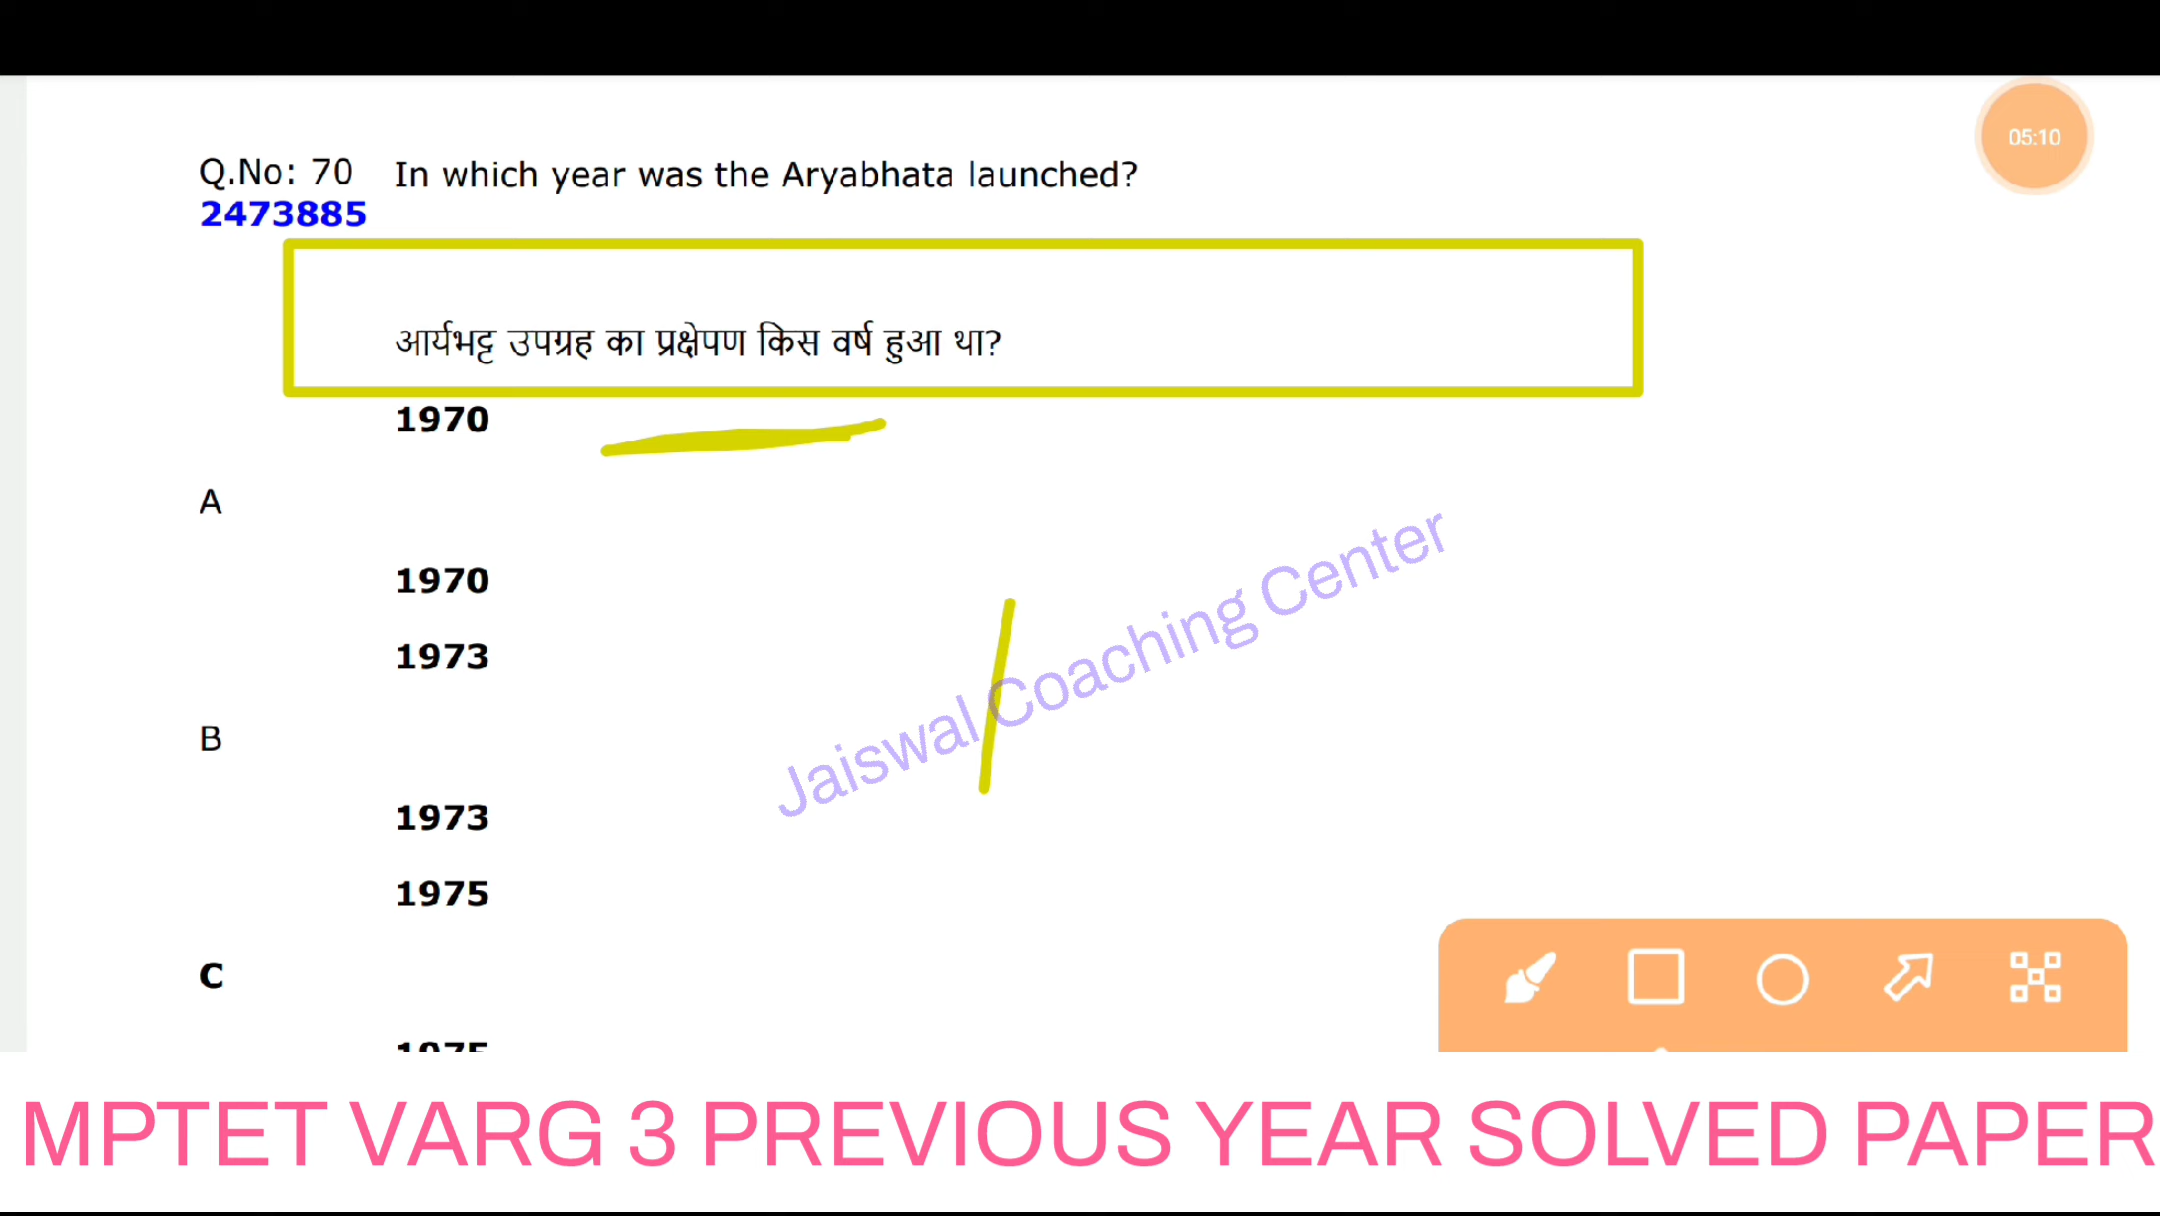 05:10
Q.No: 70 In which year was the Aryabhata launched?
2473885
आर्यभट्ट उपग्रह का प्रक्षेपण किस वर्ष हुआ था?
1970
A
1970
1973
B
1973
1975
C
1975
Jaiswal Coaching Center
MPTET VARG 3 PREVIOUS YEAR SOLVED PAPER